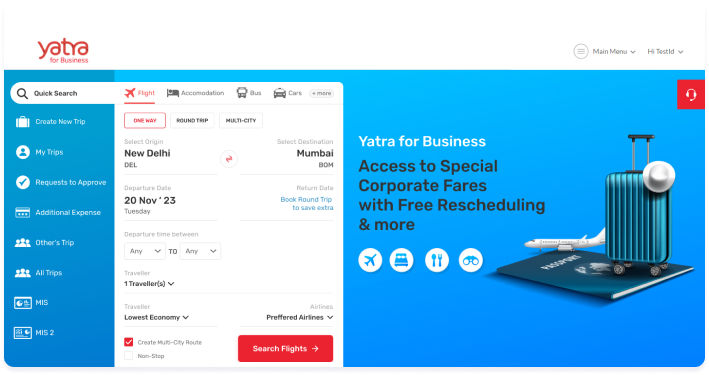 yatra
for Business
Main Menu
Hi TestId
Quick Search
Create New Trip
My Trips
Requests to Approve
Additional Expense
Other's Trip
All Trips
MIS
MIS 2
Flight
Accomodation
Bus
Cars
+ more
ONE WAY
ROUND TRIP
MULTI-CITY
Select Origin
Select Destination
New Delhi
Mumbai
DEL
BOM
Departure Date
Return Date
20 Nov ' 23
Tuesday
Book Round Trip
to save extra
Departure time between
Any TO Any
Traveller
1 Traveller(s)
Traveller
Airlines
Lowest Economy
Preffered Airlines
Create Multi-City Route
Non-Stop
Search Flights
Yatra for Business
Access to Special
Corporate Fares
with Free Rescheduling
& more
PASSPORT